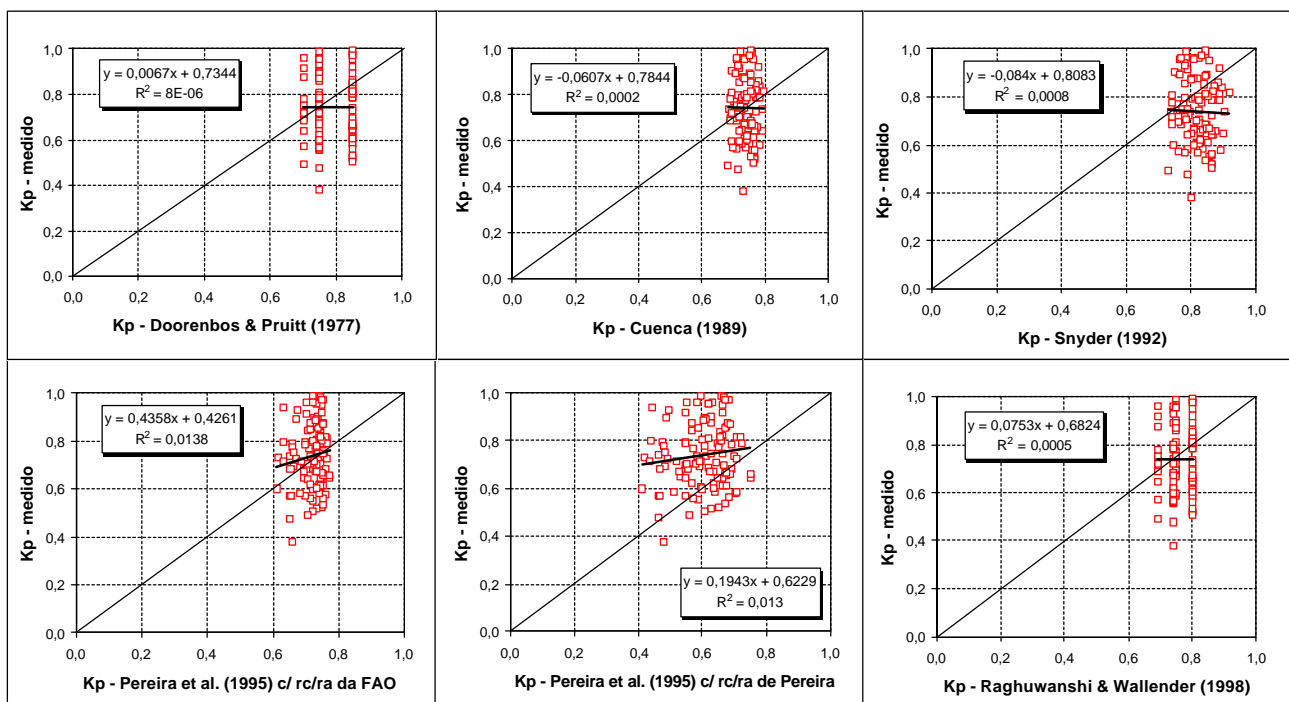 y = 0,0067x + 0,7344
R² = 8E-06
0,0
0,2
0,4
0,6
0,8
1,0
0,0 0,2 0,4 0,6 0,8 1,0
Kp - Doorenbos & Pruitt (1977)
Kp - medido
y = -0,0607x + 0,7844
R² = 0,0002
0,0
0,2
0,4
0,6
0,8
1,0
0,0 0,2 0,4 0,6 0,8 1,0
Kp - Cuenca (1989)
Kp - medido
y = -0,084x + 0,8083
R² = 0,0008
0,0
0,2
0,4
0,6
0,8
1,0
0,0 0,2 0,4 0,6 0,8 1,0
Kp - Snyder (1992)
Kp - medido
y = 0,4358x + 0,4261
R² = 0,0138
0,0
0,2
0,4
0,6
0,8
1,0
0,0 0,2 0,4 0,6 0,8 1,0
Kp - Pereira et al. (1995) c/ rc/ra da FAO
Kp - medido
y = 0,1943x + 0,6229
R² = 0,013
0,0
0,2
0,4
0,6
0,8
1,0
0,0 0,2 0,4 0,6 0,8 1,0
Kp - Pereira et al. (1995) c/ rc/ra de Pereira
Kp - medido
y = 0,0753x + 0,6824
R² = 0,0005
0,0
0,2
0,4
0,6
0,8
1,0
0,0 0,2 0,4 0,6 0,8 1,0
Kp - Raghuwanshi & Wallender (1998)
Kp - medido